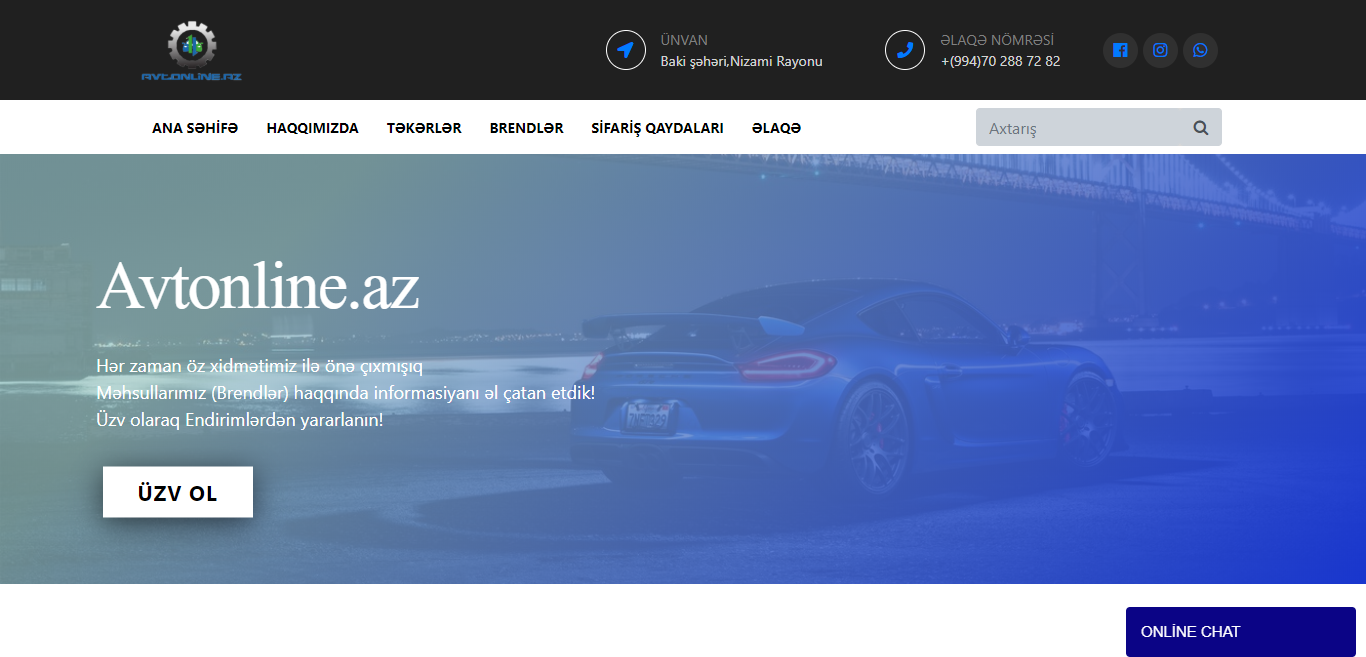 AVTONLINE.AZ
ÜNVAN
Baki şəhəri,Nizami Rayonu
ƏLAQƏ NÖMRƏSİ
+(994)70 288 72 82
ANA SƏHİFƏ HAQQIMIZDA TƏKƏRLƏR BRENDLƏR SİFARİŞ QAYDALARI ƏLAQƏ
Axtarış
Avtonline.az
Hər zaman öz xidmətimiz ilə önə çıxmışıq
Məhsullarımız (Brendlər) haqqında informasiyanı əl çatan etdik!
Üzv olaraq Endirimlərdən yararlanın!
ÜZV OL
ONLİNE CHAT